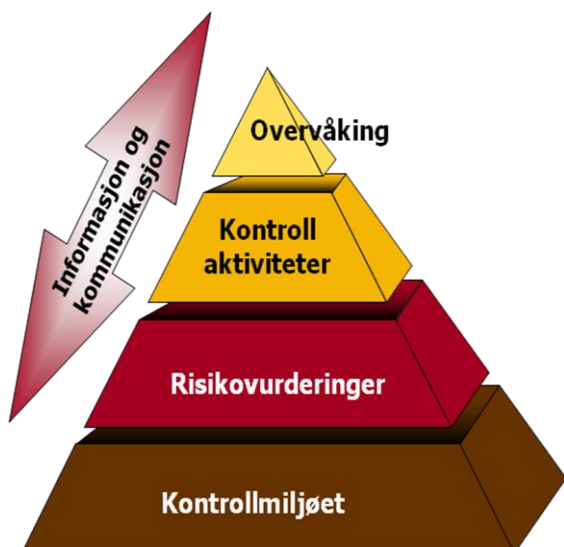 Informasjon og
kommunikasjon
Overvåking
Kontroll
aktiviteter
Risikovurderinger
Kontrollmiljøet